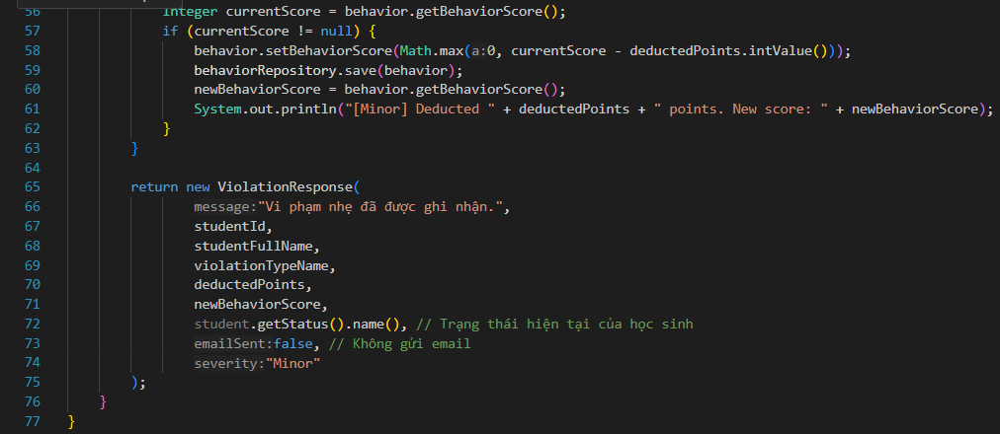 56 Integer currentScore = behavior.getBehaviorScore();
57 if (currentScore != null) {
58 behavior.setBehaviorScore(Math.max(a:0, currentScore - deductedPoints.intValue()));
59 behaviorRepository.save(behavior);
60 newBehaviorScore = behavior.getBehaviorScore();
61 System.out.println("[Minor] Deducted " + deductedPoints + " points. New score: " + newBehaviorScore);
62 }
63 }
64
65 return new ViolationResponse(
66 message:"Vi phạm nhẹ đã được ghi nhận.",
67 studentId,
68 studentFullName,
69 violationTypeName,
70 deductedPoints,
71 newBehaviorScore,
72 student.getStatus().name(), // Trạng thái hiện tại của học sinh
73 emailSent:false, // Không gửi email
74 severity:"Minor"
75 );
76 }
77 }